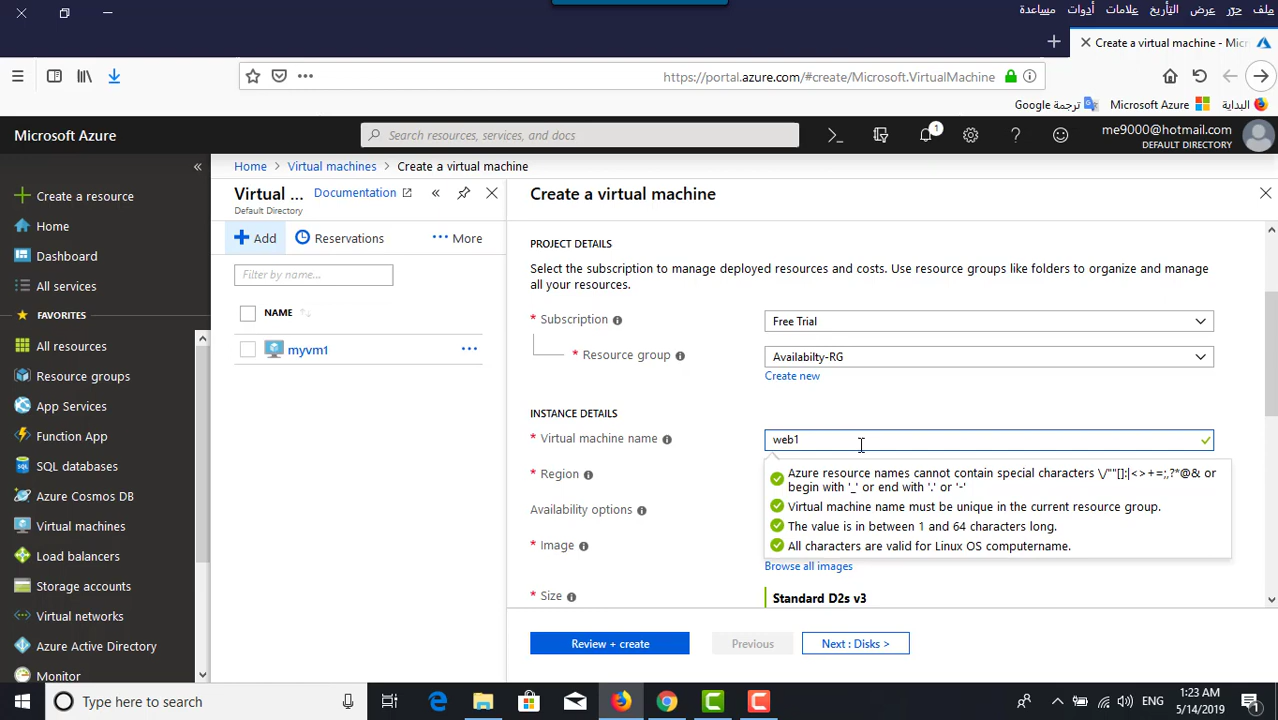 ملف حرّر عرض التأريخ علامات أدوات مساعدة
Create a virtual machine - Micr
https://portal.azure.com/#create/Microsoft.VirtualMachine
البداية Microsoft Azure ترجمة Google
Microsoft Azure
Search resources, services, and docs
1
me9000@hotmail.com
DEFAULT DIRECTORY
Home > Virtual machines > Create a virtual machine
Create a resource
Home
Dashboard
All services
FAVORITES
All resources
Resource groups
App Services
Function App
SQL databases
Azure Cosmos DB
Virtual machines
Load balancers
Storage accounts
Virtual networks
Azure Active Directory
Monitor
Virtual ... Documentation
Default Directory
Add Reservations More
Filter by name...
NAME
myvm1
Create a virtual machine
PROJECT DETAILS
Select the subscription to manage deployed resources and costs. Use resource groups like folders to organize and manage
all your resources.
* Subscription Free Trial
* Resource group Availabilty-RG
Create new
INSTANCE DETAILS
* Virtual machine name web1
Azure resource names cannot contain special characters \/""[]:|<>+=;,?*@& or
begin with '_' or end with '.' or '-'
Virtual machine name must be unique in the current resource group.
The value is in between 1 and 64 characters long.
All characters are valid for Linux OS computername.
* Region
Availability options
* Image
Browse all images
* Size Standard D2s v3
Review + create Previous Next : Disks >
Type here to search
ENG
1:23 AM
5/14/2019
1